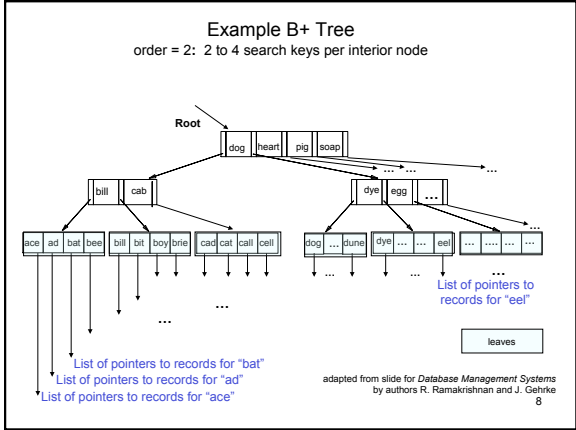 Example B+ Tree
order = 2: 2 to 4 search keys per interior node
Root
dog heart pig soap
... ... ...
bill cab
dye egg ...
...
ace ad bat bee
bill bit boy brie
cad cat call cell
dog ... dune
dye ... ... eel
... .... ... ...
... ... ...
...
...
List of pointers to
records for “eel”
leaves
List of pointers to records for “bat”
List of pointers to records for “ad”
List of pointers to records for “ace”
adapted from slide for Database Management Systems
by authors R. Ramakrishnan and J. Gehrke
8